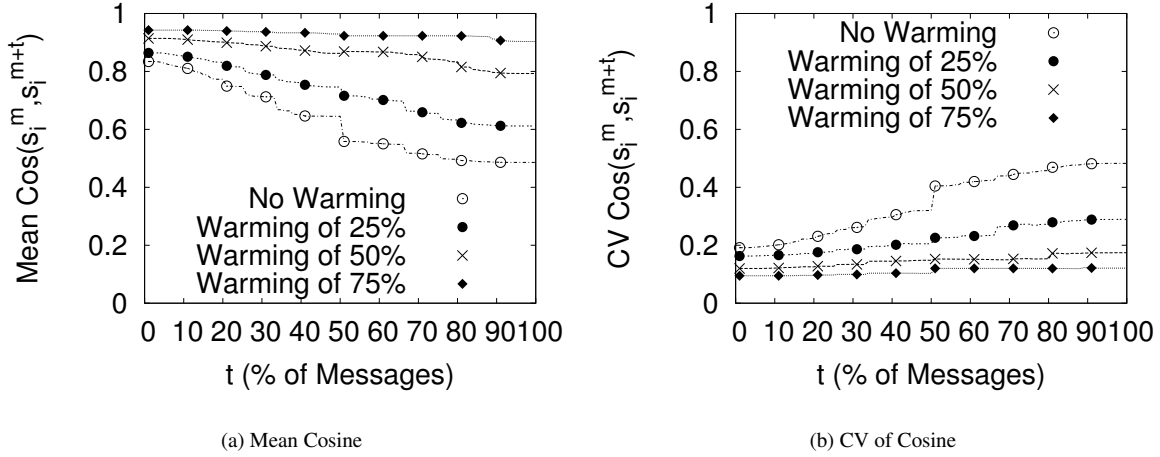 Mean Cos(s_i^m,s_i^{m+t})
1
0.8
0.6
0.4
0.2
0
No Warming
Warming of 25%
Warming of 50%
Warming of 75%
0 10 20 30 40 50 60 70 80 90 100
t (% of Messages)
(a) Mean Cosine
CV Cos(s_i^m,s_i^{m+t})
1
0.8
0.6
0.4
0.2
0
No Warming
Warming of 25%
Warming of 50%
Warming of 75%
0 10 20 30 40 50 60 70 80 90 100
t (% of Messages)
(b) CV of Cosine